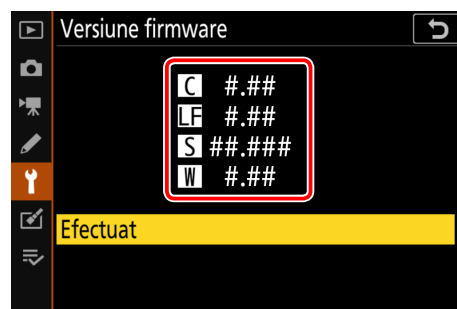 Versiune firmware
C #.##
LF #.##
S ##.###
W #.##
Efectuat